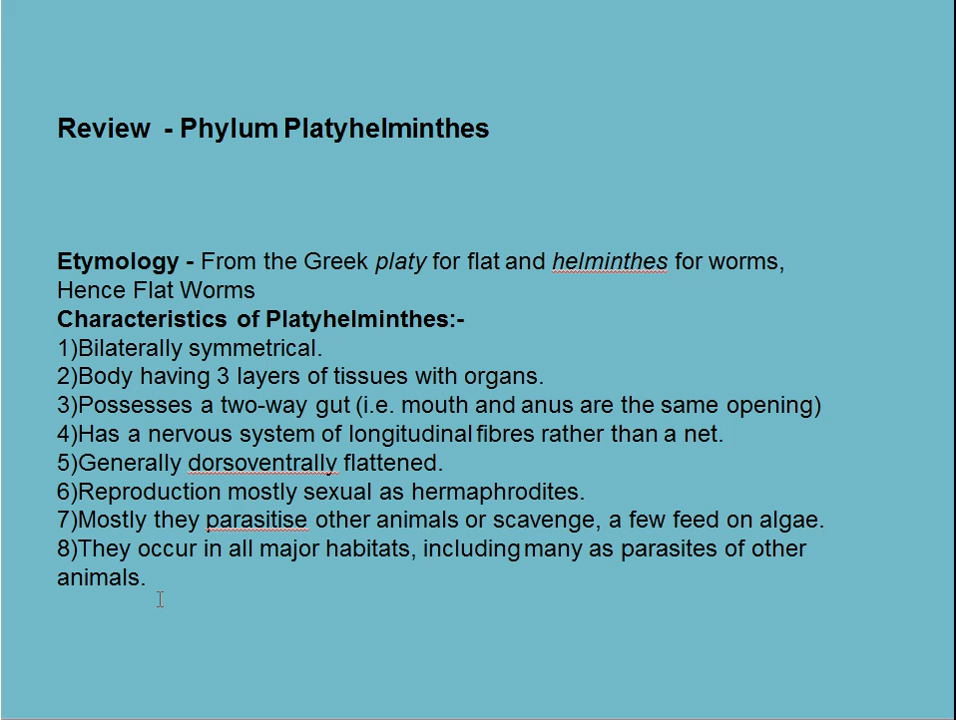 Review - Phylum Platyhelminthes
Etymology - From the Greek platy for flat and helminthes for worms,
Hence Flat Worms
Characteristics of Platyhelminthes:-
1)Bilaterally symmetrical.
2)Body having 3 layers of tissues with organs.
3)Possesses a two-way gut (i.e. mouth and anus are the same opening)
4)Has a nervous system of longitudinal fibres rather than a net.
5)Generally dorsoventrally flattened.
6)Reproduction mostly sexual as hermaphrodites.
7)Mostly they parasitise other animals or scavenge, a few feed on algae.
8)They occur in all major habitats, including many as parasites of other
animals.